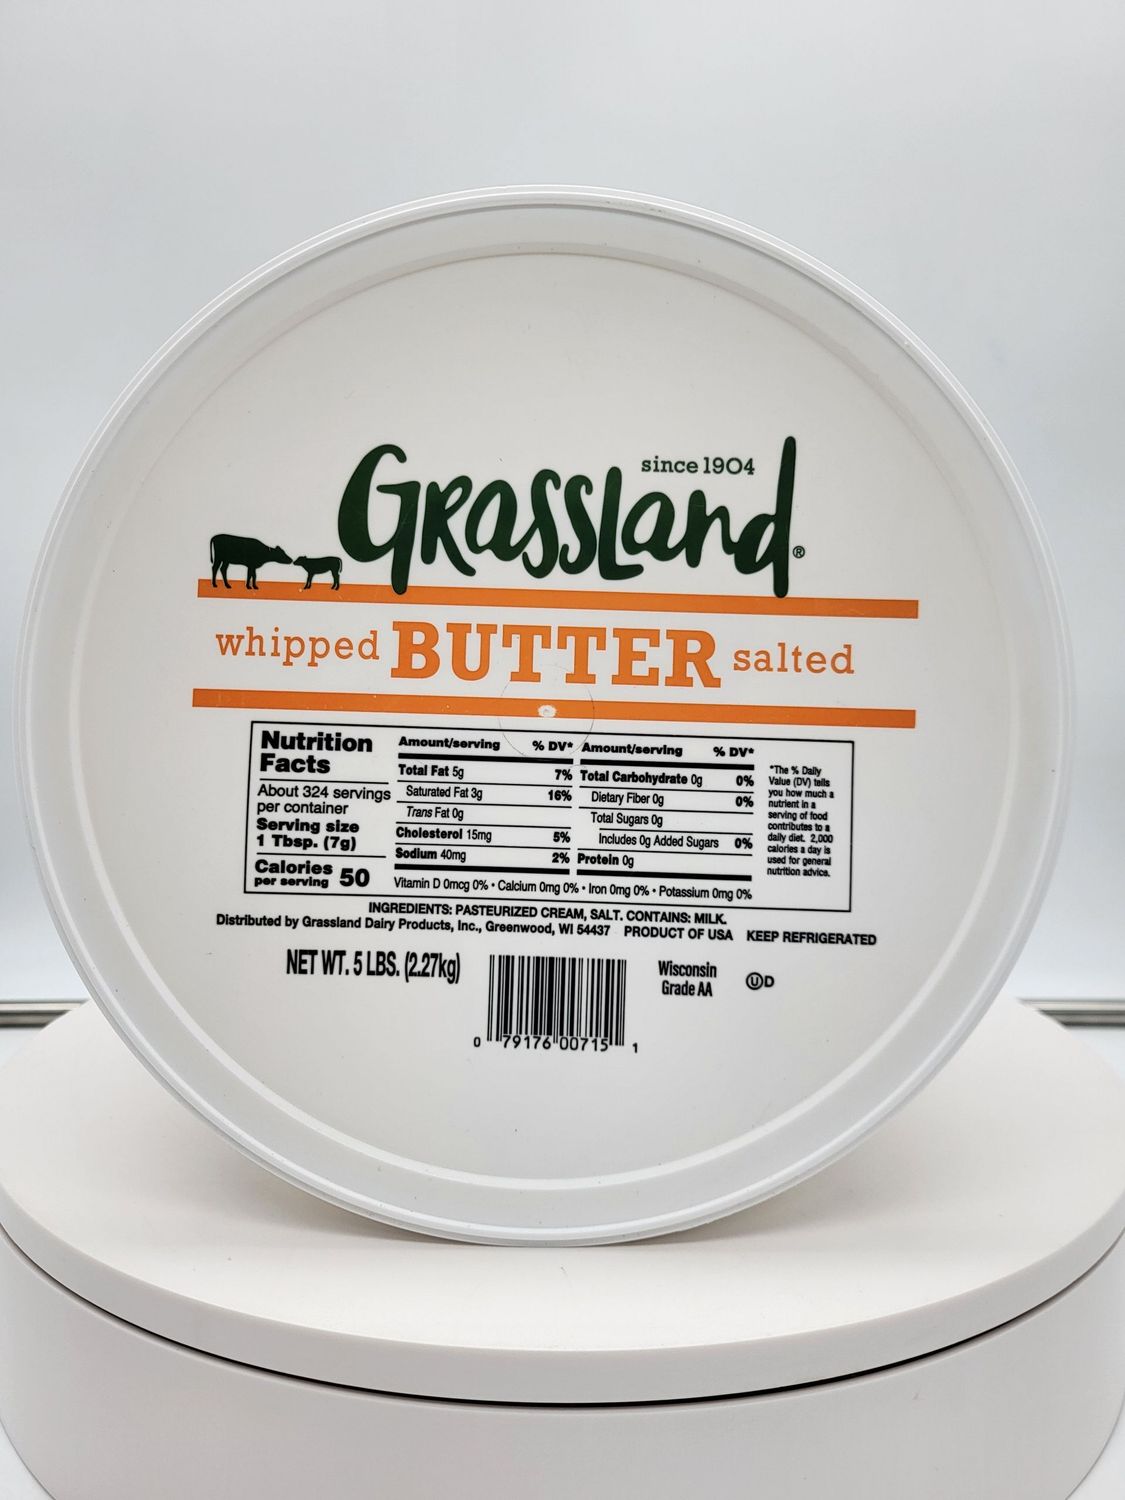 since 1904
Grassland®
whipped BUTTER salted
Nutrition
Facts
About 324 servings
per container
Serving size
1 Tbsp. (7g)
Calories
per serving 50
Amount/serving % DV*
Total Fat 5g 7%
Saturated Fat 3g 16%
Trans Fat 0g
Cholesterol 15mg 5%
Sodium 40mg 2%
Amount/serving % DV*
Total Carbohydrate 0g 0%
Dietary Fiber 0g 0%
Total Sugars 0g
Includes 0g Added Sugars 0%
Protein 0g
Vitamin D 0mcg 0% • Calcium 0mg 0% • Iron 0mg 0% • Potassium 0mg 0%
*The % Daily
Value (DV) tells
you how much a
nutrient in a
serving of food
contributes to a
daily diet. 2,000
calories a day is
used for general
nutrition advice.
INGREDIENTS: PASTEURIZED CREAM, SALT. CONTAINS: MILK.
Distributed by Grassland Dairy Products, Inc., Greenwood, WI 54437 PRODUCT OF USA KEEP REFRIGERATED
NET WT. 5 LBS. (2.27kg)
0 79176 00715 1
Wisconsin
Grade AA
UD